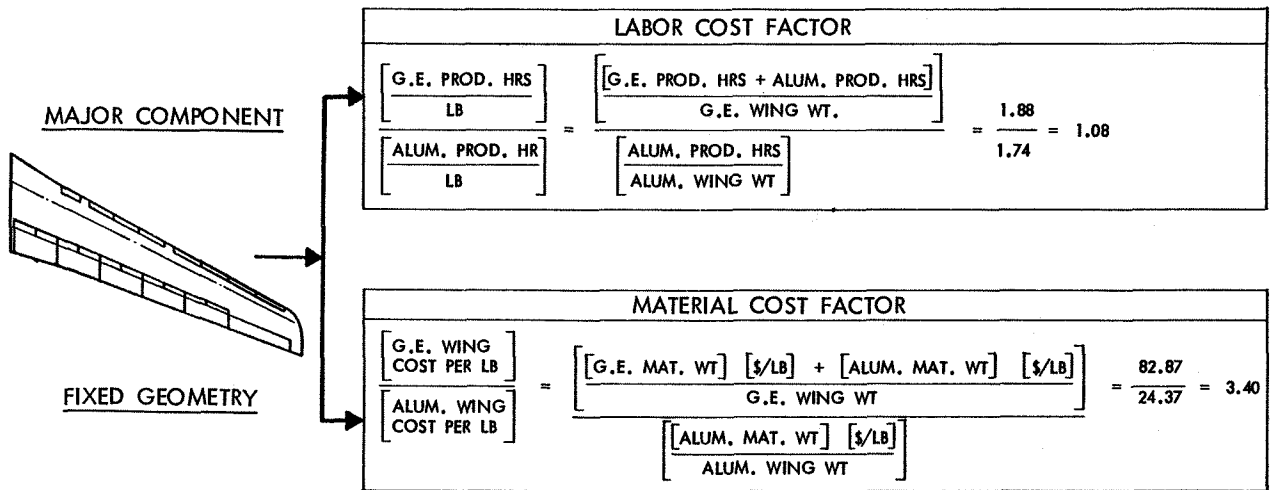 MAJOR COMPONENT
FIXED GEOMETRY
LABOR COST FACTOR
[G.E. PROD. HRS / LB] / [ALUM. PROD. HR / LB] = [[G.E. PROD. HRS + ALUM. PROD. HRS] / G.E. WING WT.] / [ALUM. PROD. HRS / ALUM. WING WT] = 1.88 / 1.74 = 1.08
MATERIAL COST FACTOR
[G.E. WING COST PER LB] / [ALUM. WING COST PER LB] = [[G.E. MAT. WT] [$/LB] + [ALUM. MAT. WT] [$/LB] / G.E. WING WT] / [[ALUM. MAT. WT] [$/LB] / ALUM. WING WT] = 82.87 / 24.37 = 3.40